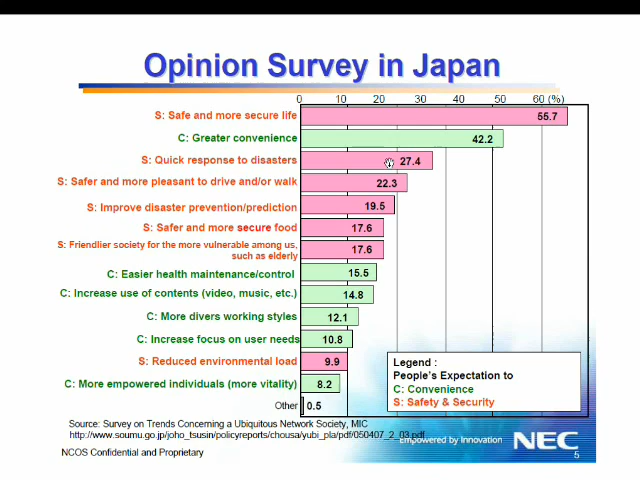 Opinion Survey in Japan
0 10 20 30 40 50 60 (%)
S: Safe and more secure life 55.7
C: Greater convenience 42.2
S: Quick response to disasters 27.4
S: Safer and more pleasant to drive and/or walk 22.3
S: Improve disaster prevention/prediction 19.5
S: Safer and more secure food 17.6
S: Friendlier society for the more vulnerable among us,
such as elderly 17.6
C: Easier health maintenance/control 15.5
C: Increase use of contents (video, music, etc.) 14.8
C: More divers working styles 12.1
C: Increase focus on user needs 10.8
S: Reduced environmental load 9.9
C: More empowered individuals (more vitality) 8.2
Other 0.5
Legend :
People's Expectation to
C: Convenience
S: Safety & Security
Source: Survey on Trends Concerning a Ubiquitous Network Society, MIC
http://www.soumu.go.jp/joho_tsusin/policyreports/chousa/yubi_pla/pdf/050407_2_03.pdf
Empowered by Innovation NEC
NCOS Confidential and Proprietary
5